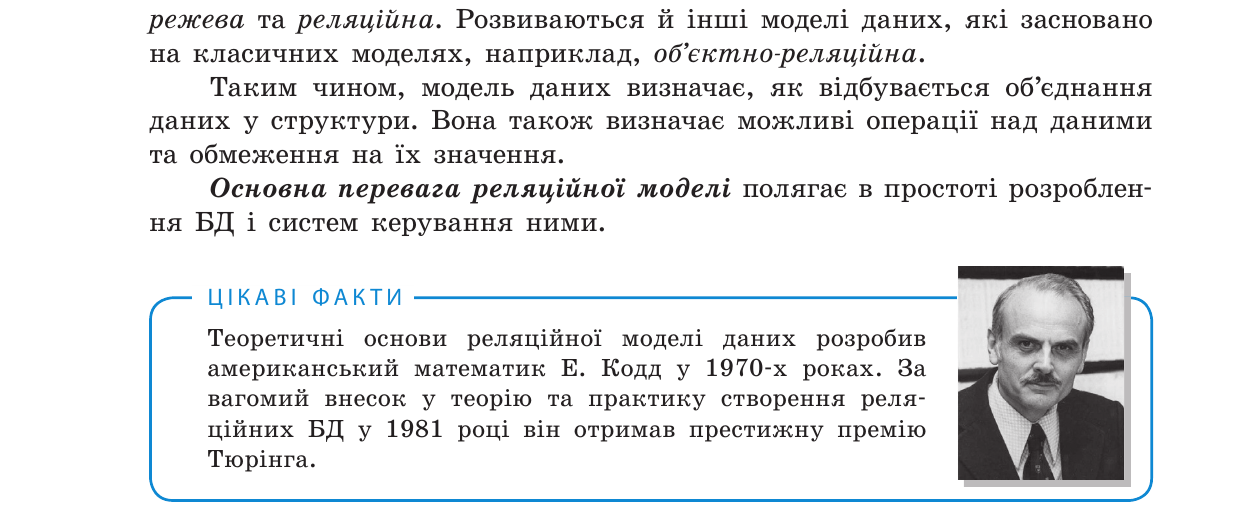 режева та реляційна. Розвиваються й інші моделі даних, які засновано
на класичних моделях, наприклад, об’єктно-реляційна.
Таким чином, модель даних визначає, як відбувається об’єднання
даних у структури. Вона також визначає можливі операції над даними
та обмеження на їх значення.
Основна перевага реляційної моделі полягає в простоті розроблен-
ня БД і систем керування ними.
ЦІКАВІ ФАКТИ
Теоретичні основи реляційної моделі даних розробив
американський математик Е. Кодд у 1970-х роках. За
вагомий внесок у теорію та практику створення реля-
ційних БД у 1981 році він отримав престижну премію
Тюрінга.